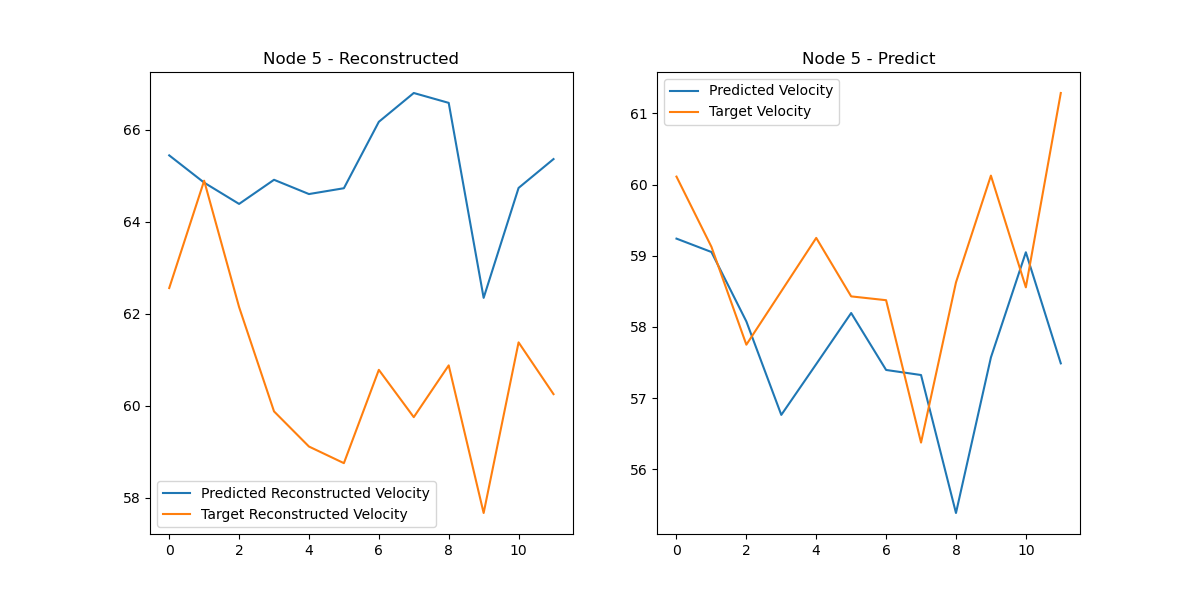 Node 5 - Reconstructed
66
64
62
60
58
Predicted Reconstructed Velocity
Target Reconstructed Velocity
0 2 4 6 8 10
Node 5 - Predict
Predicted Velocity
Target Velocity
61
60
59
58
57
56
0 2 4 6 8 10